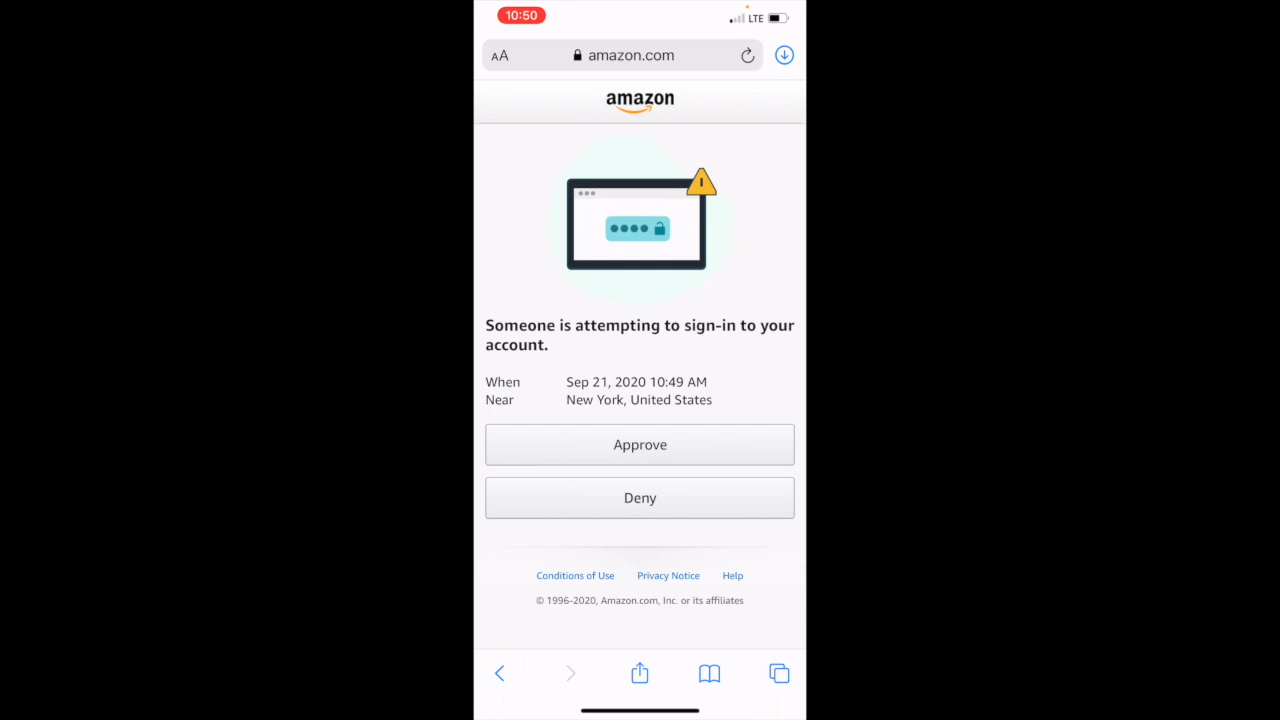 10:50
LTE
AA
amazon.com
amazon
Someone is attempting to sign-in to your
account.
When Sep 21, 2020 10:49 AM
Near New York, United States
Approve
Deny
Conditions of Use Privacy Notice Help
© 1996-2020, Amazon.com, Inc. or its affiliates